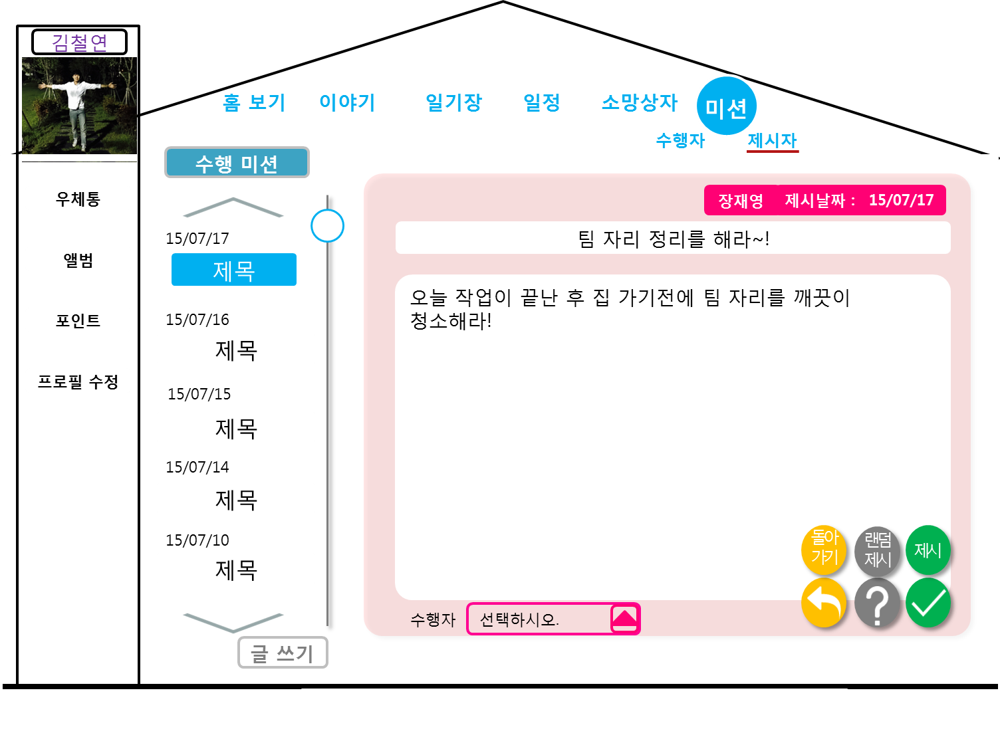 김철연
홈 보기 이야기 일기장 일정 소망상자 미션
수행자 제시자
우체통
앨범
포인트
프로필 수정
수행 미션
15/07/17
제목
15/07/16
제목
15/07/15
제목
15/07/14
제목
15/07/10
제목
글 쓰기
장재영 제시날짜 : 15/07/17
팀 자리 정리를 해라~!
오늘 작업이 끝난 후 집 가기전에 팀 자리를 깨끗이
청소해라!
돌아
가기
랜덤
제시
제시
?
수행자 선택하시오.